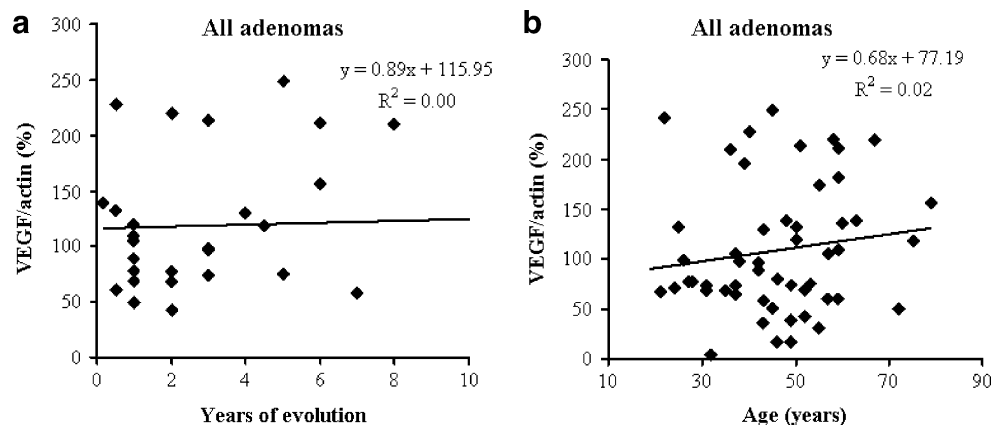 a
All adenomas
y = 0.89x + 115.95
R² = 0.00
VEGF/actin (%)
300
250
200
150
100
50
0
0 2 4 6 8 10
Years of evolution
b
All adenomas
y = 0.68x + 77.19
R² = 0.02
VEGF/actin (%)
300
250
200
150
100
50
0
10 30 50 70 90
Age (years)